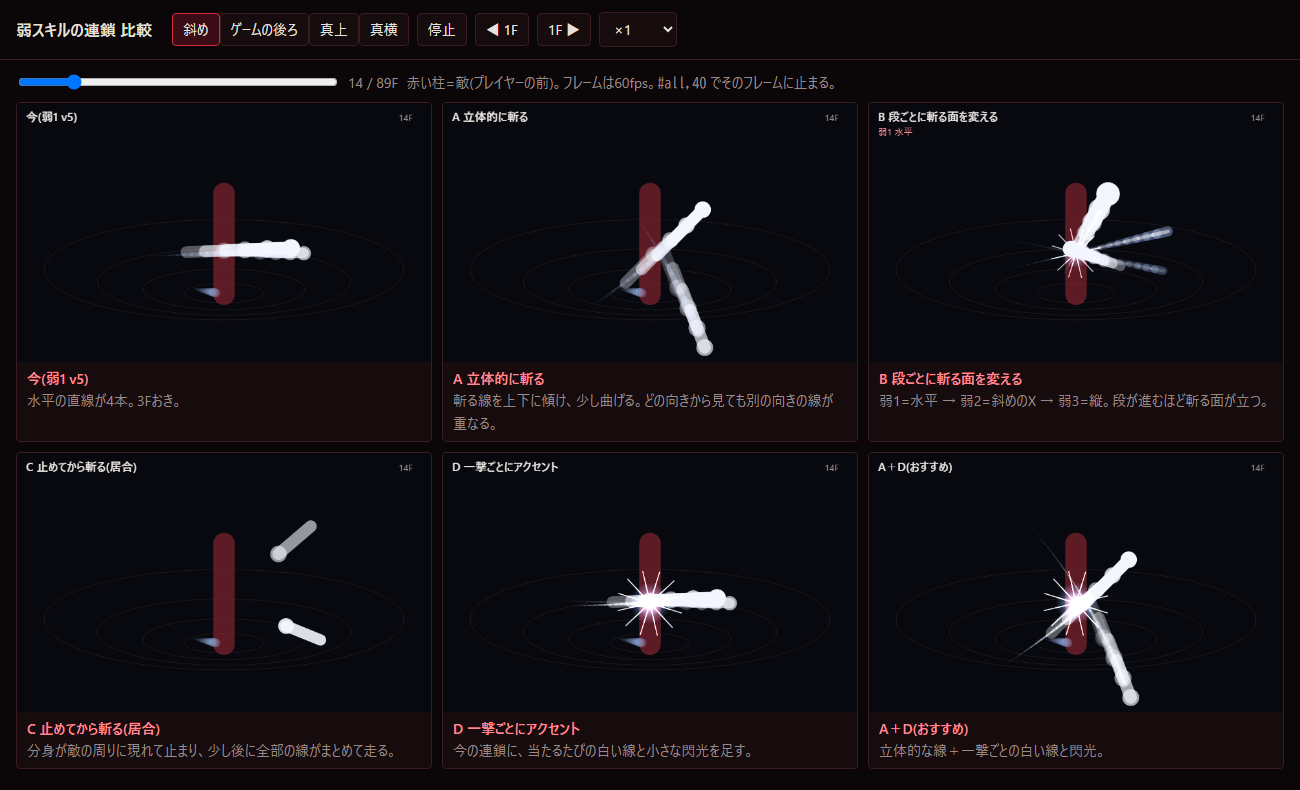 弱スキルの連鎖 比較 斜め ゲームの後ろ 真上 真横 停止 ◀ 1F 1F ▶ ×1
14 / 89F 赤い柱=敵(プレイヤーの前)。フレームは60fps。#all,40 でそのフレームに止まる。
今(弱1 v5) 14F
今(弱1 v5)
水平の直線が4本。3Fおき。
A 立体的に斬る 14F
A 立体的に斬る
斬る線を上下に傾け、少し曲げる。どの向きから見ても別の向きの線が
重なる。
B 段ごとに斬る面を変える 14F
弱1 水平
B 段ごとに斬る面を変える
弱1=水平 → 弱2=斜めのX → 弱3=縦。段が進むほど斬る面が立つ。
C 止めてから斬る(居合) 14F
C 止めてから斬る(居合)
分身が敵の周りに現れて止まり、少し後に全部の線がまとめて走る。
D 一撃ごとにアクセント 14F
D 一撃ごとにアクセント
今の連鎖に、当たるたびの白い線と小さな閃光を足す。
A+D(おすすめ) 14F
A+D(おすすめ)
立体的な線+一撃ごとの白い線と閃光。